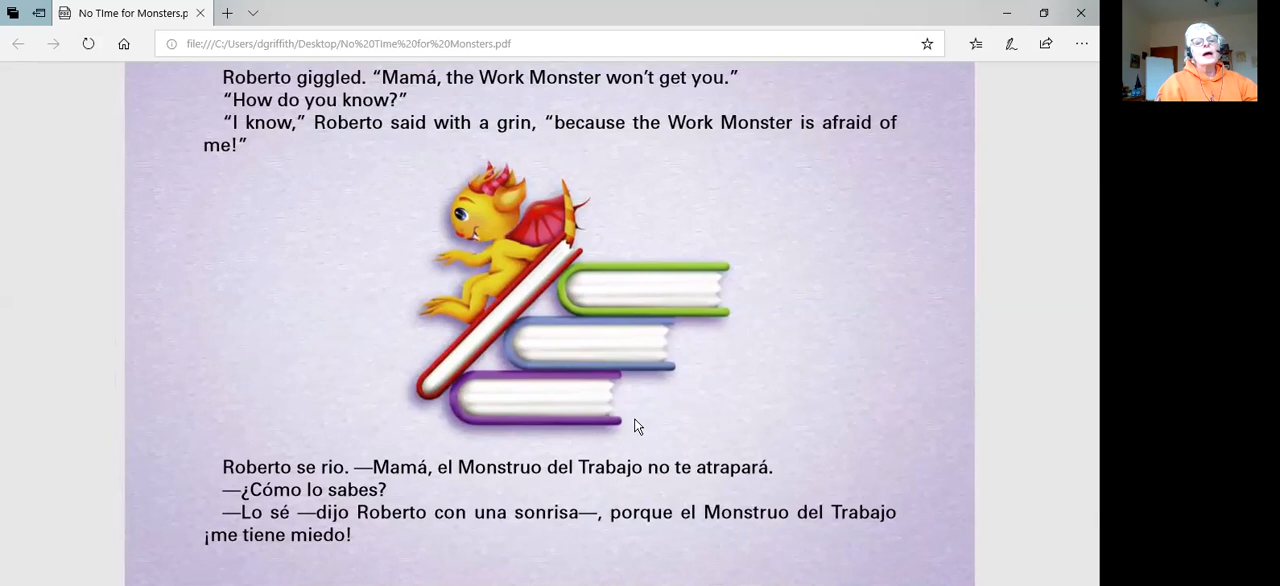 No TIme for Monsters.p
file:///C:/Users/dgriffith/Desktop/No%20TIme%20for%20Monsters.pdf
Roberto giggled. “Mamá, the Work Monster won’t get you.”
“How do you know?”
“I know,” Roberto said with a grin, “because the Work Monster is afraid of
me!”
Roberto se rio. —Mamá, el Monstruo del Trabajo no te atrapará.
—¿Cómo lo sabes?
—Lo sé —dijo Roberto con una sonrisa—, porque el Monstruo del Trabajo
¡me tiene miedo!